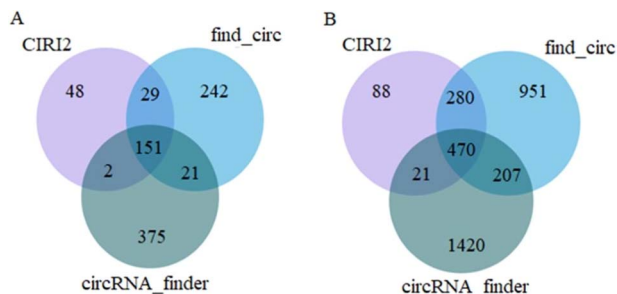 A
CIRI2
find_circ
48
29
242
151
2
21
375
circRNA_finder
B
CIRI2
find_circ
88
280
951
470
21
207
1420
circRNA finder